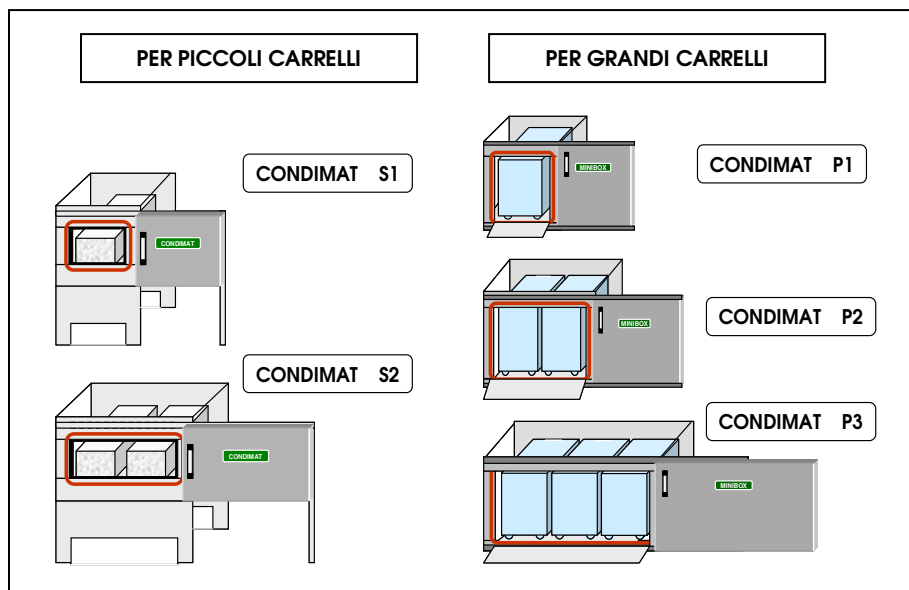 PER PICCOLI CARRELLI
CONDIMAT S1
CONDIMAT
CONDIMAT S2
CONDIMAT
PER GRANDI CARRELLI
MINIBOX
CONDIMAT P1
MINIBOX
CONDIMAT P2
CONDIMAT P3
MINIBOX